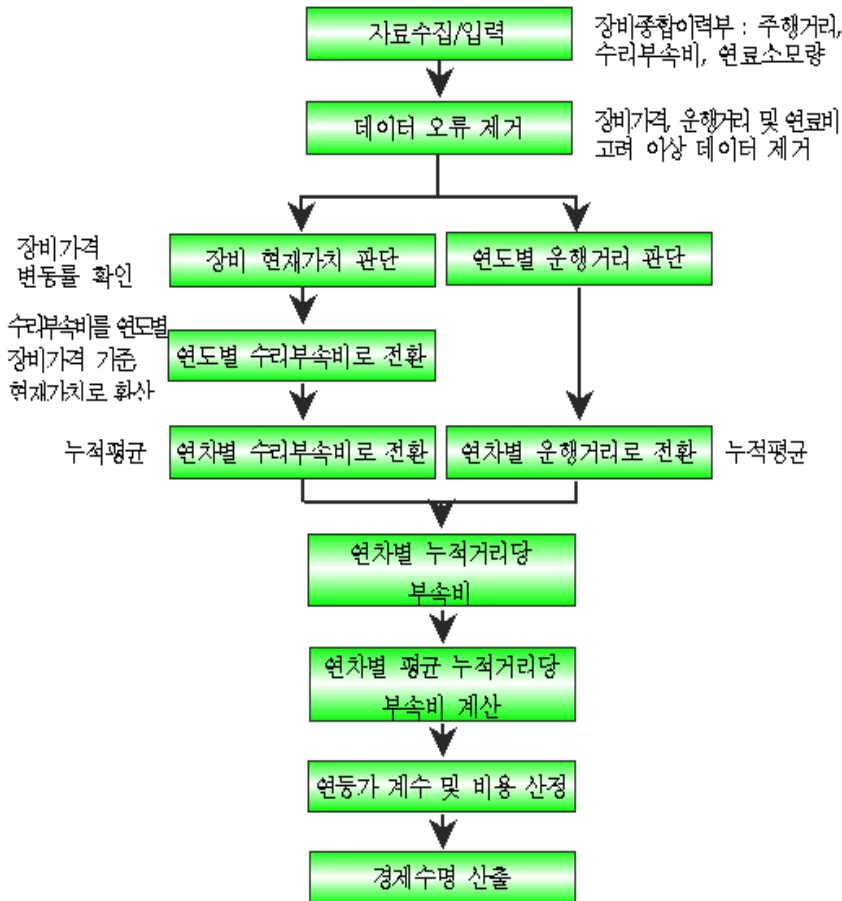 자료수집/입력
장비종합이력부 : 주행거리,
수리부속비, 연료소모량
데이터 오류 제거
장비가격, 운행거리 및 연료비
고려 이상 데이터 제거
장비가격
변동률 확인
장비 현재가치 판단
연도별 운행거리 판단
수리부속비를 연도별
장비가격 기준
현재가치로 환산
연도별 수리부속비로 전환
누적평균
연차별 수리부속비로 전환
연차별 운행거리로 전환
누적평균
연차별 누적거리당
부속비
연차별 평균 누적거리당
부속비 계산
연등가 계수 및 비용 산정
경제수명 산출